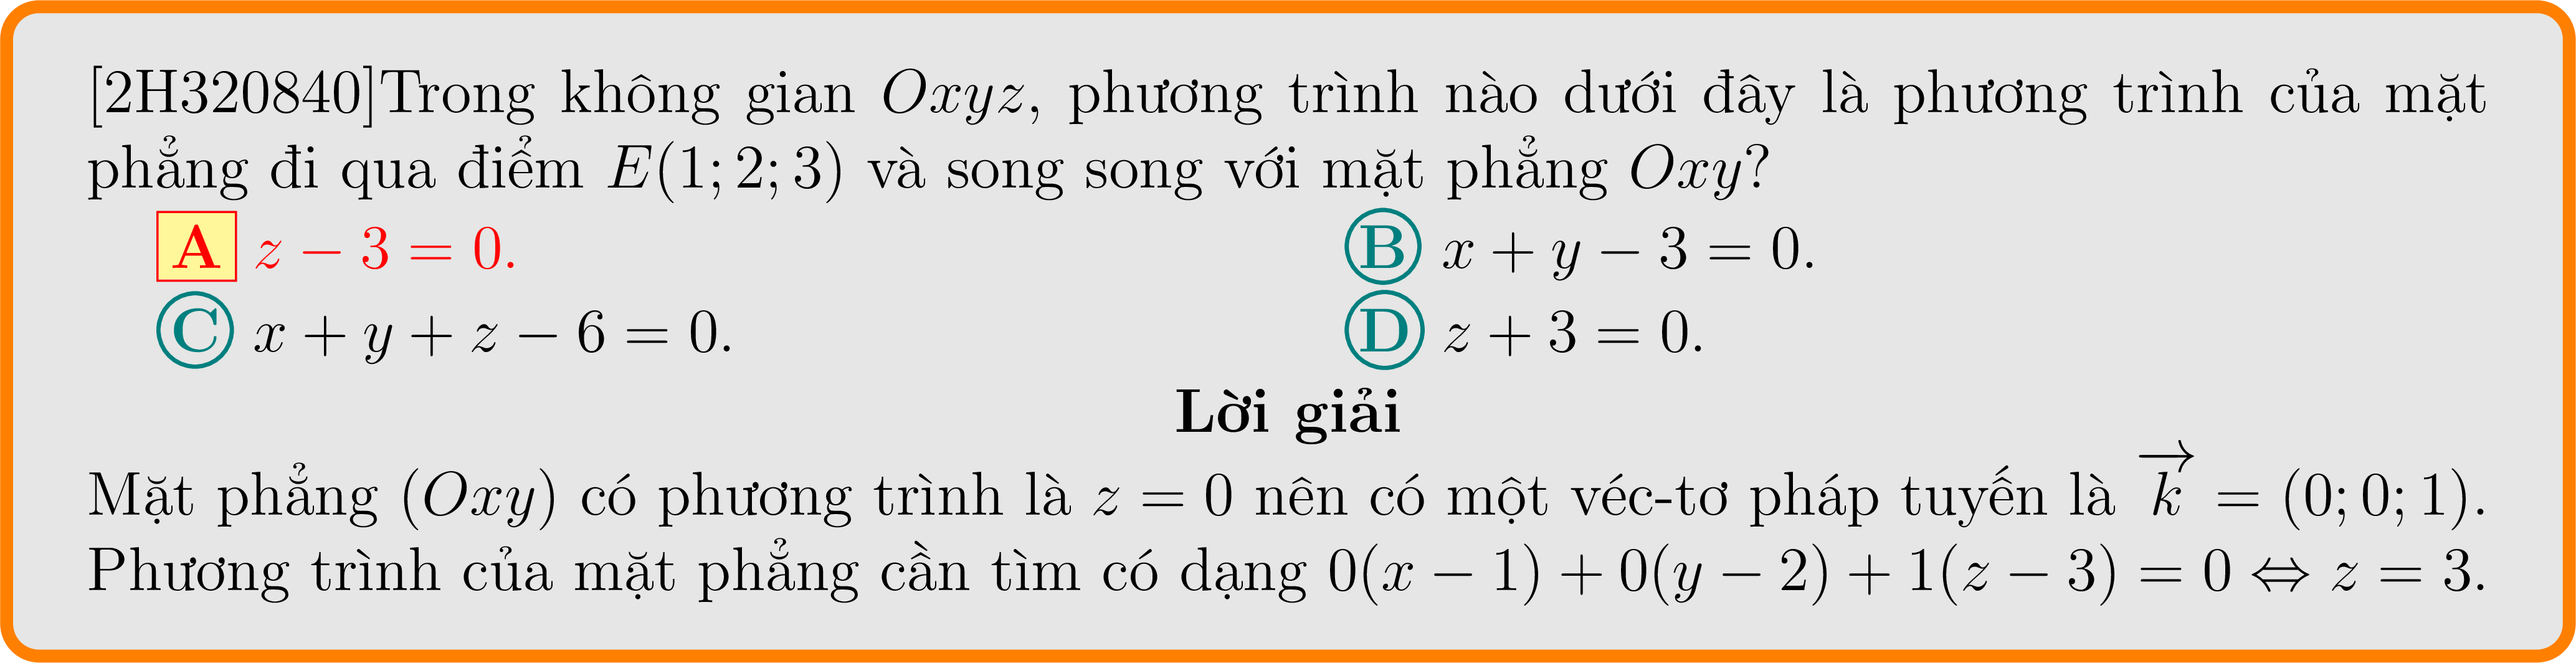 [2H320840]Trong không gian Oxyz, phương trình nào dưới đây là phương trình của mặt
phẳng đi qua điểm E(1; 2; 3) và song song với mặt phẳng Oxy?
A z − 3 = 0.
B x + y − 3 = 0.
C x + y + z − 6 = 0.
D z + 3 = 0.
Lời giải
Mặt phẳng (Oxy) có phương trình là z = 0 nên có một véc-tơ pháp tuyến là $\overrightarrow{k}$ = (0; 0; 1).
Phương trình của mặt phẳng cần tìm có dạng 0(x − 1) + 0(y − 2) + 1(z − 3) = 0 ⇔ z = 3.